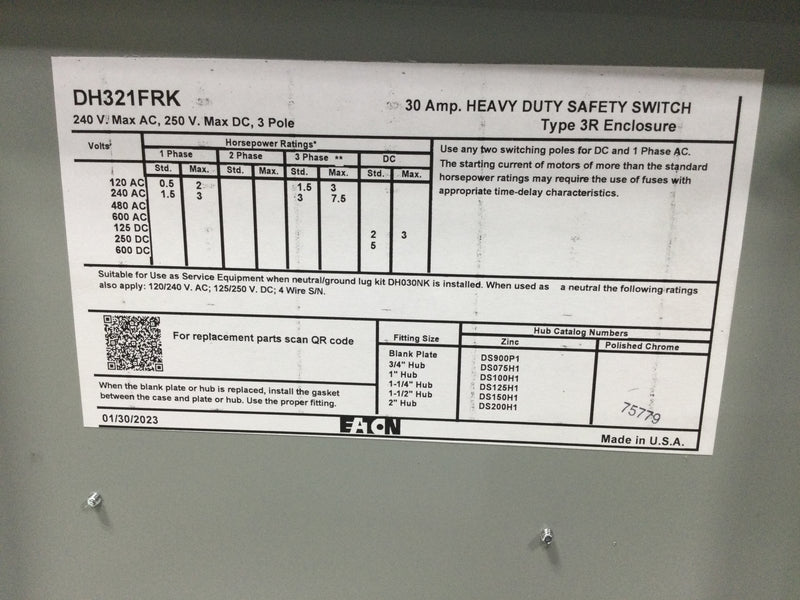 DH321FRK
30 Amp. HEAVY DUTY SAFETY SWITCH
240 V. Max AC, 250 V. Max DC, 3 Pole
Type 3R Enclosure
Volts
Horsepower Ratings*
1 Phase 2 Phase 3 Phase ** DC
Std. Max. Std. Max. Std. Max. Std. Max.
120 AC 0.5 2 1.5 3
240 AC 1.5 3 3 7.5
480 AC
600 AC
125 DC 2 3
250 DC 5
600 DC
Use any two switching poles for DC and 1 Phase AC.
The starting current of motors of more than the standard
horsepower ratings may require the use of fuses with
appropriate time-delay characteristics.
Suitable for Use as Service Equipment when neutral/ground lug kit DH030NK is installed. When used as a neutral the following ratings
also apply: 120/240 V. AC; 125/250 V. DC; 4 Wire S/N.
For replacement parts scan QR code
When the blank plate or hub is replaced, install the gasket
between the case and plate or hub. Use the proper fitting.
Hub Catalog Numbers
Fitting Size Zinc Polished Chrome
Blank Plate DS900P1
3/4" Hub DS075H1
1" Hub DS100H1
1-1/4" Hub DS125H1
1-1/2" Hub DS150H1
2" Hub DS200H1
75779
01/30/2023
EATON
Made in U.S.A.